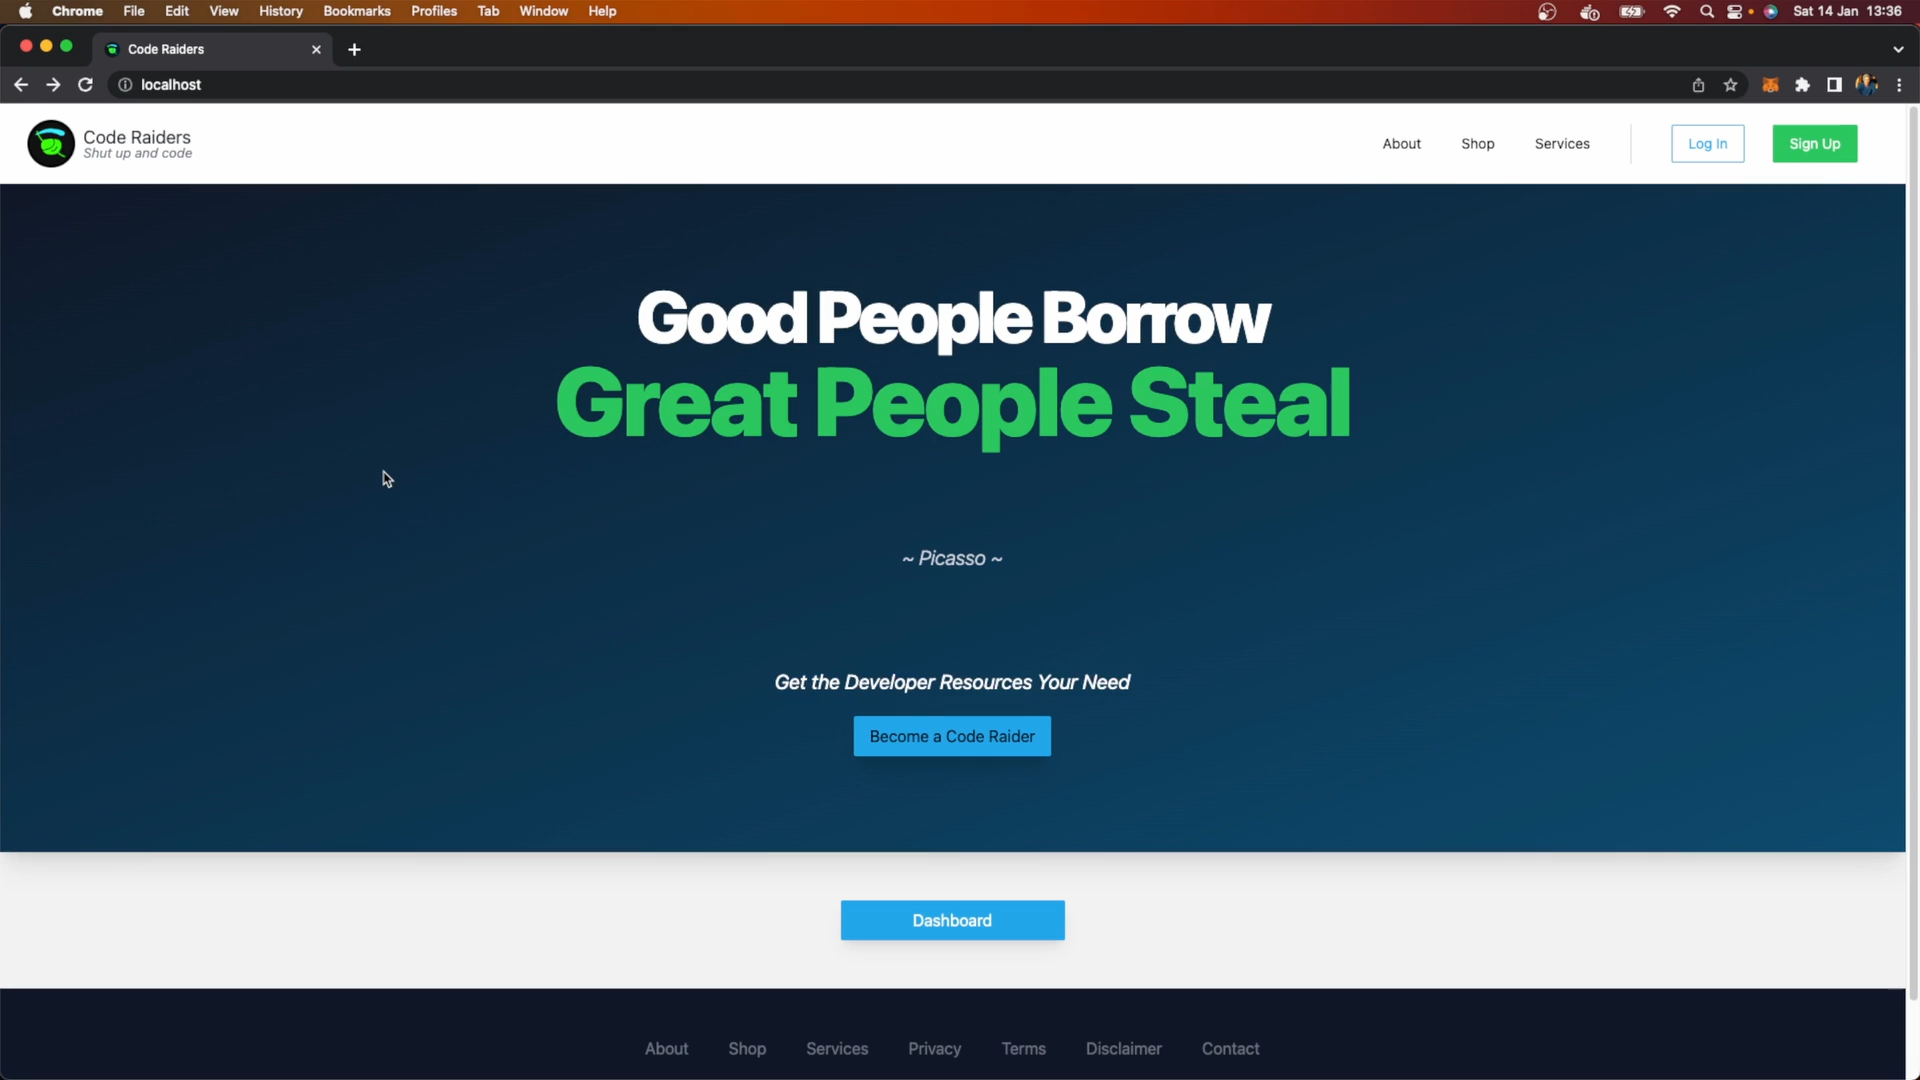 Chrome File Edit View History Bookmarks Profiles Tab Window Help Sat 14 Jan 13:36
Code Raiders
localhost
Code Raiders
Shut up and code
About Shop Services Log In Sign Up
Good People Borrow
Great People Steal
~ Picasso ~
Get the Developer Resources Your Need
Become a Code Raider
Dashboard
About Shop Services Privacy Terms Disclaimer Contact